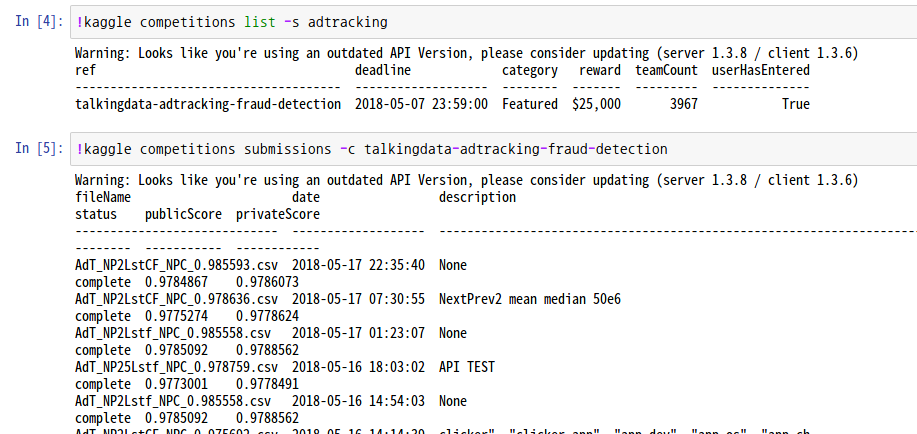 In [4]: !kaggle competitions list -s adtracking
Warning: Looks like you're using an outdated API Version, please consider updating (server 1.3.8 / client 1.3.6)
ref deadline category reward teamCount userHasEntered
--------------------------------- ------------------- -------- ------- --------- --------------
talkingdata-adtracking-fraud-detection 2018-05-07 23:59:00 Featured $25,000 3967 True
In [5]: !kaggle competitions submissions -c talkingdata-adtracking-fraud-detection
Warning: Looks like you're using an outdated API Version, please consider updating (server 1.3.8 / client 1.3.6)
fileName date description
status publicScore privateScore
----------------------------- ------------------- ------------------------------------------------------------
-------- ----------- ------------
AdT_NP2LstCF_NPC_0.985593.csv 2018-05-17 22:35:40 None
complete 0.9784867 0.9786073
AdT_NP2LstCF_NPC_0.978636.csv 2018-05-17 07:30:55 NextPrev2 mean median 50e6
complete 0.9775274 0.9778624
AdT_NP2Lstf_NPC_0.985558.csv 2018-05-17 01:23:07 None
complete 0.9785092 0.9788562
AdT_NP25Lstf_NPC_0.978759.csv 2018-05-16 18:03:02 API TEST
complete 0.9773001 0.9778491
AdT_NP2Lstf_NPC_0.985558.csv 2018-05-16 14:54:03 None
complete 0.9785092 0.9788562